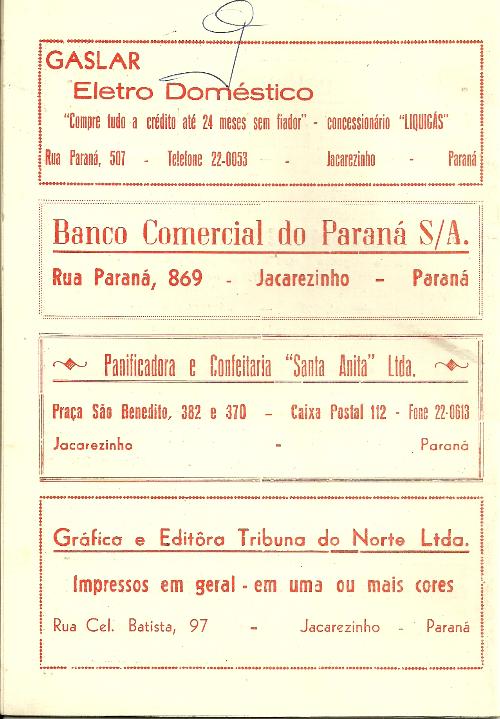 GASLAR
Eletro Doméstico
"Compre tudo a crédito até 24 meses sem fiador" - concessionário "LIQUIGÁS"
Rua Paraná, 507 - Telefone 22-0053 - Jacarezinho - Paraná
Banco Comercial do Paraná S/A.
Rua Paraná, 869 - Jacarezinho - Paraná
Panificadora e Confeitaria "Santa Anita" Ltda.
Praça São Benedito, 382 e 370 - Caixa Postal 112 - Fone 22-0613
Jacarezinho - Paraná
Gráfica e Editôra Tribuna do Norte Ltda.
Impressos em geral - em uma ou mais cores
Rua Cel. Batista, 97 - Jacarezinho - Paraná